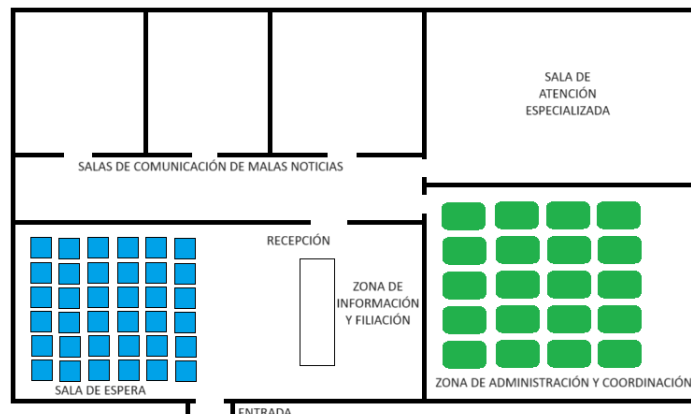 SALA DE
ATENCIÓN
ESPECIALIZADA
SALAS DE COMUNICACIÓN DE MALAS NOTICIAS
RECEPCIÓN
ZONA DE
INFORMACIÓN
Y FILIACIÓN
SALA DE ESPERA
ZONA DE ADMINISTRACIÓN Y COORDINACIÓN
ENTRADA